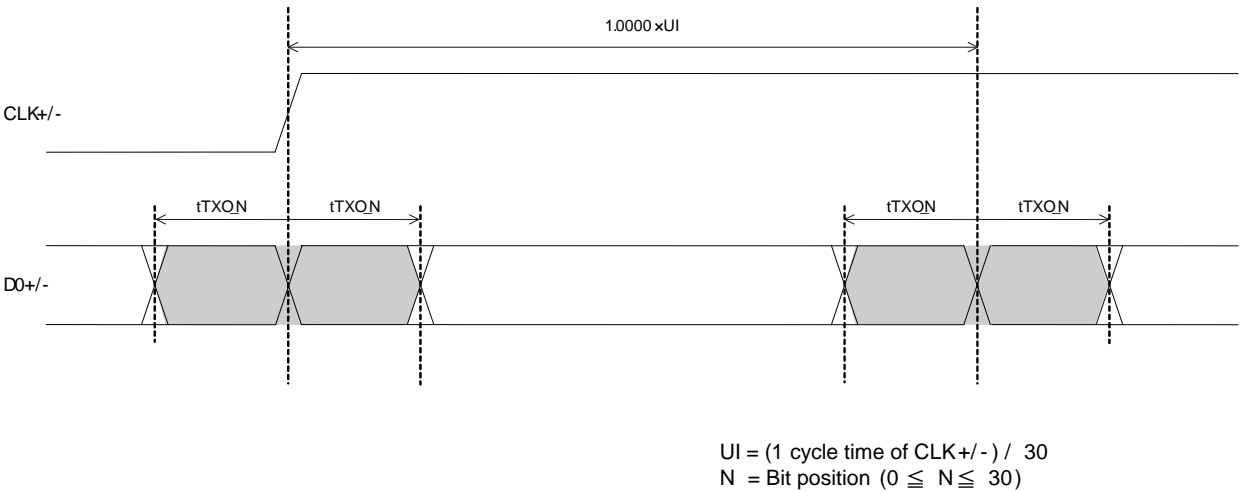 1.0000 ×UI
CLK+/-
tTXO_N tTXO_N tTXO_N tTXO_N
D0+/-
UI = (1 cycle time of CLK+/-) / 30
N = Bit position (0 ≦ N ≦ 30)